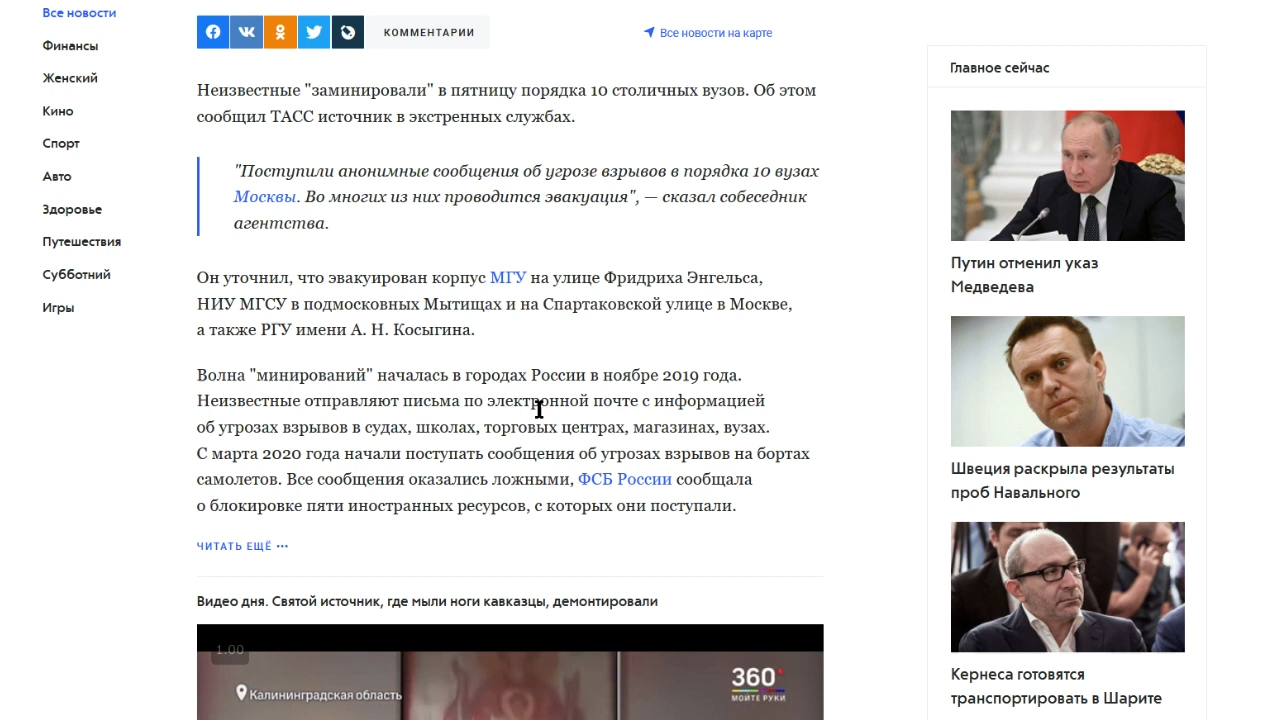 Все новости
Финансы
Женский
Кино
Спорт
Авто
Здоровье
Путешествия
Субботний
Игры
КОММЕНТАРИИ
Все новости на карте
Неизвестные "заминировали" в пятницу порядка 10 столичных вузов. Об этом
сообщил ТАСС источник в экстренных службах.
"Поступили анонимные сообщения об угрозе взрывов в порядка 10 вузах
Москвы. Во многих из них проводится эвакуация", — сказал собеседник
агентства.
Он уточнил, что эвакуирован корпус МГУ на улице Фридриха Энгельса,
НИУ МГСУ в подмосковных Мытищах и на Спартаковской улице в Москве,
а также РГУ имени А. Н. Косыгина.
Волна "минирований" началась в городах России в ноябре 2019 года.
Неизвестные отправляют письма по электронной почте с информацией
об угрозах взрывов в судах, школах, торговых центрах, магазинах, вузах.
С марта 2020 года начали поступать сообщения об угрозах взрывов на бортах
самолетов. Все сообщения оказались ложными, ФСБ России сообщала
о блокировке пяти иностранных ресурсов, с которых они поступали.
ЧИТАТЬ ЕЩЁ •••
Видео дня. Святой источник, где мыли ноги кавказцы, демонтировали
1.00
Калининградская область
360°
МОЙТЕ РУКИ
Главное сейчас
Путин отменил указ
Медведева
Швеция раскрыла результаты
проб Навального
Кернеса готовятся
транспортировать в Шарите